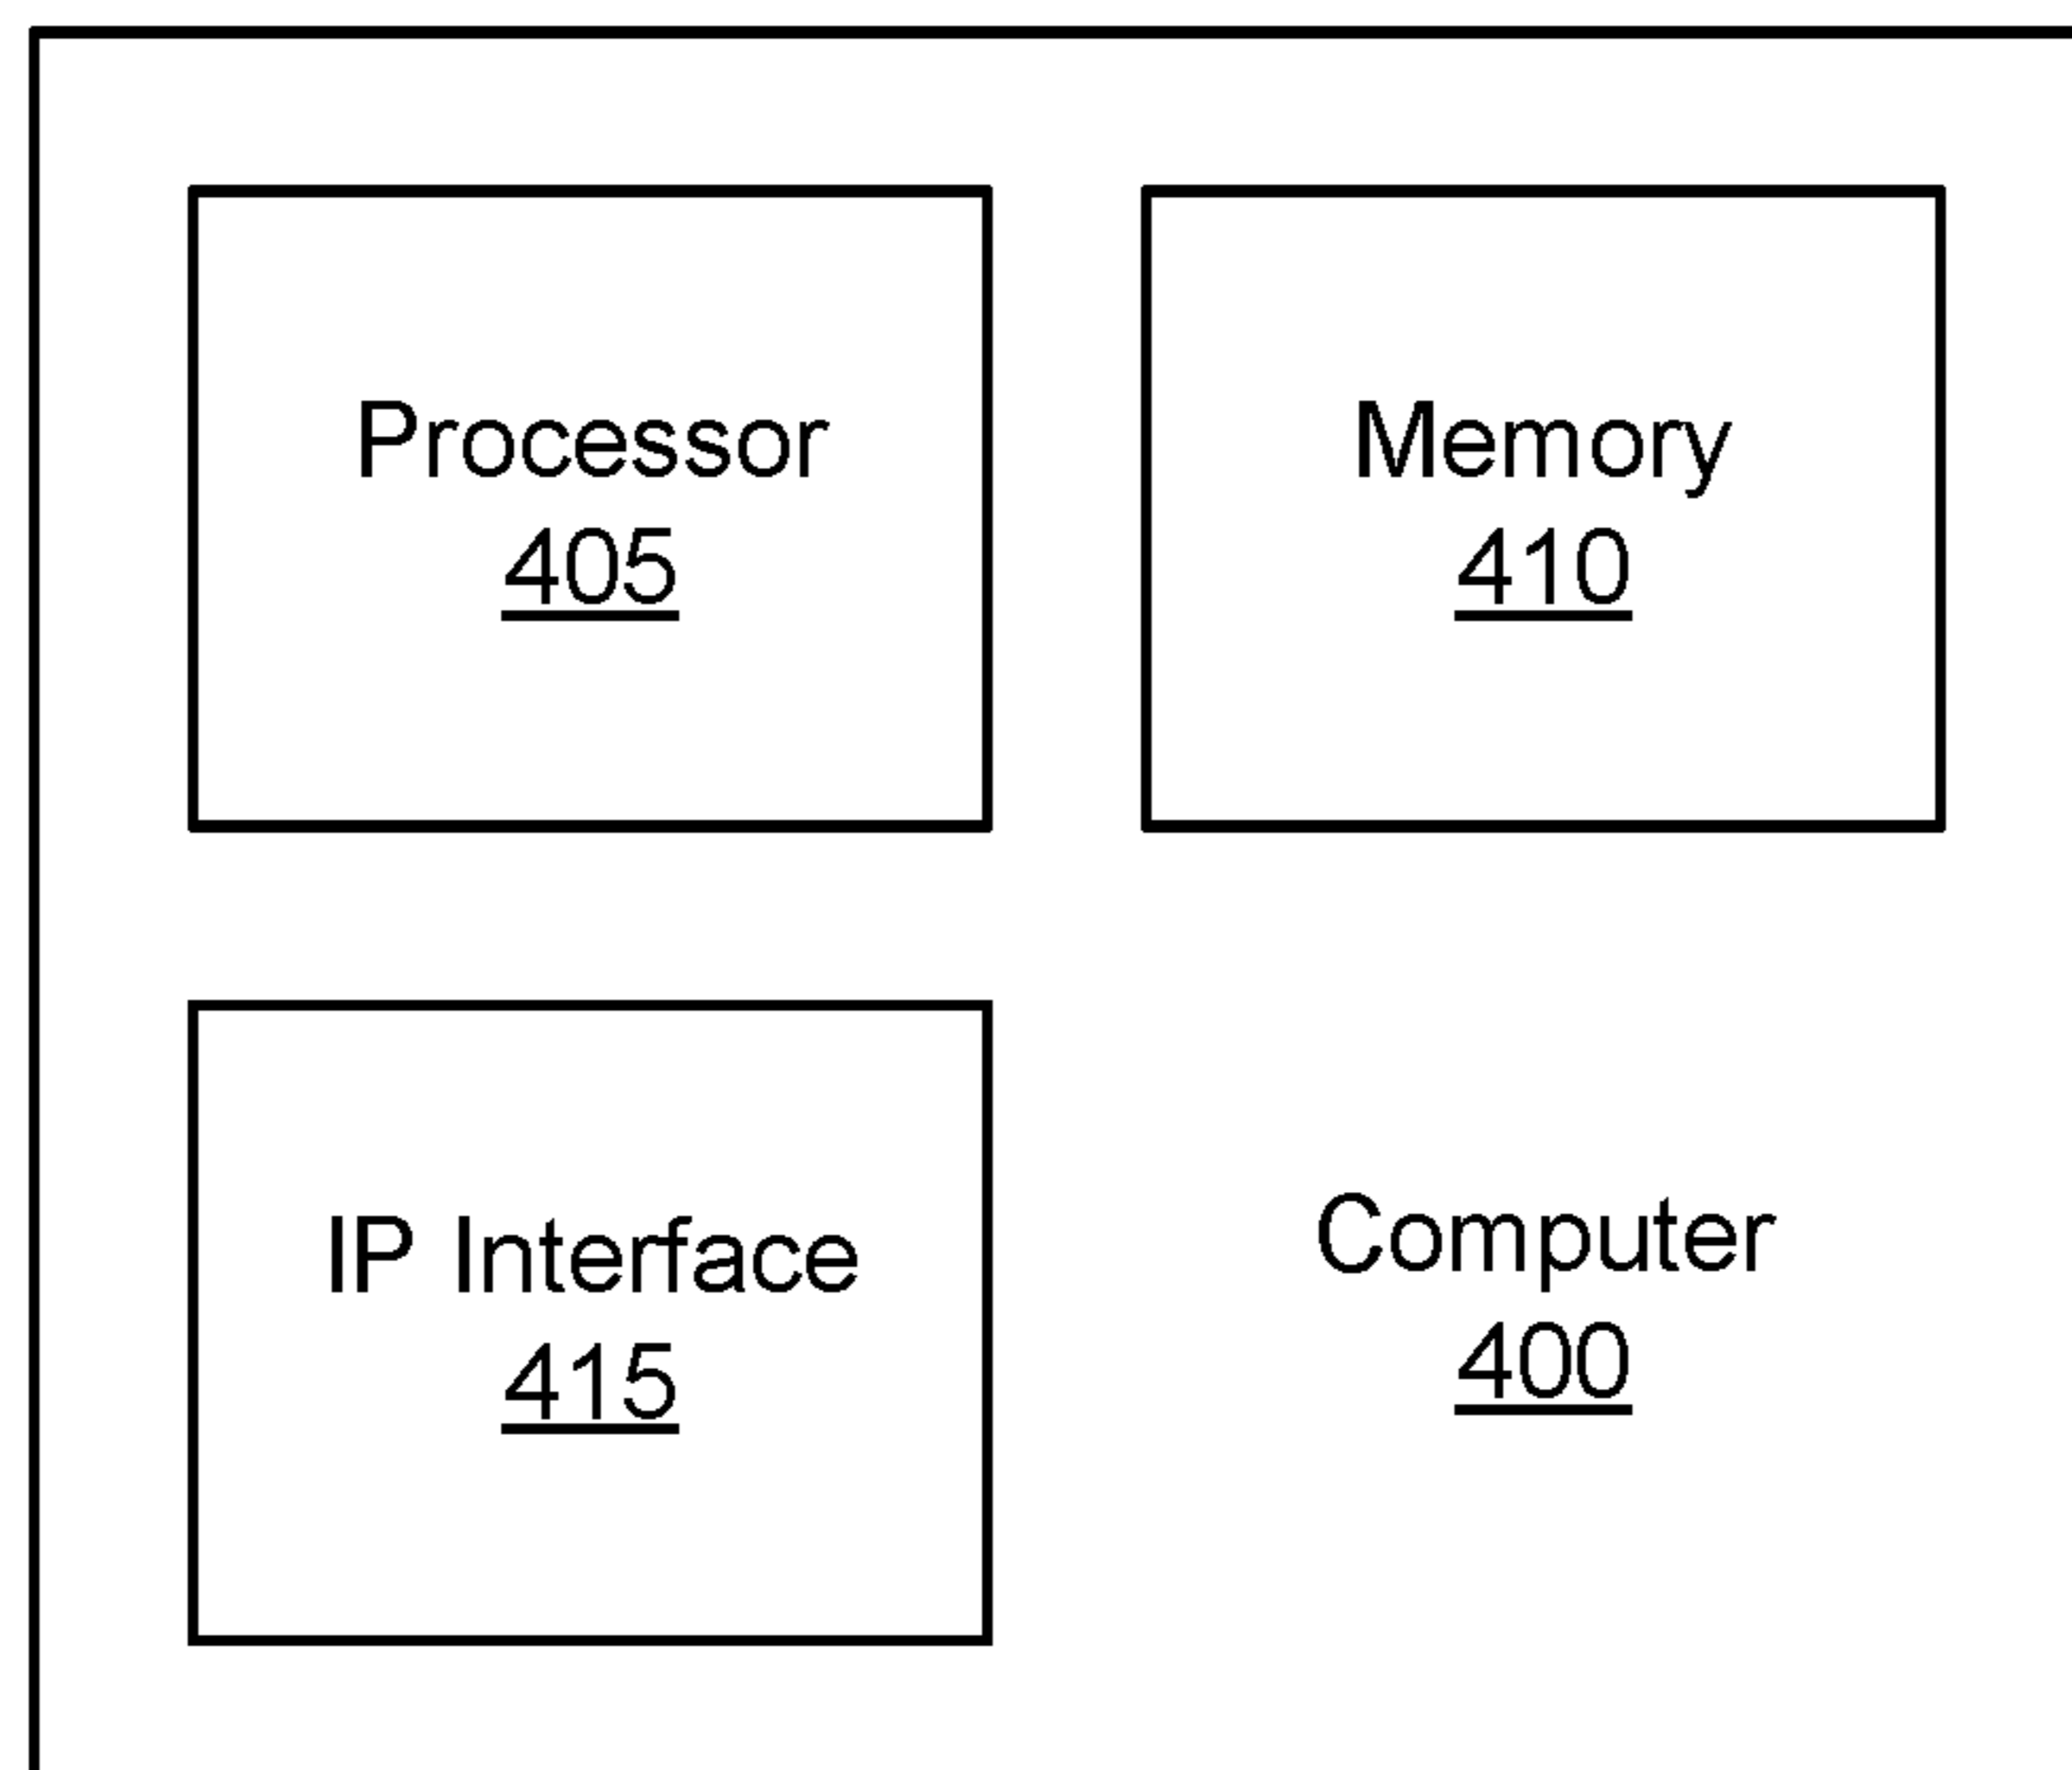 Processor
405
Memory
410
IP Interface
415
Computer
400